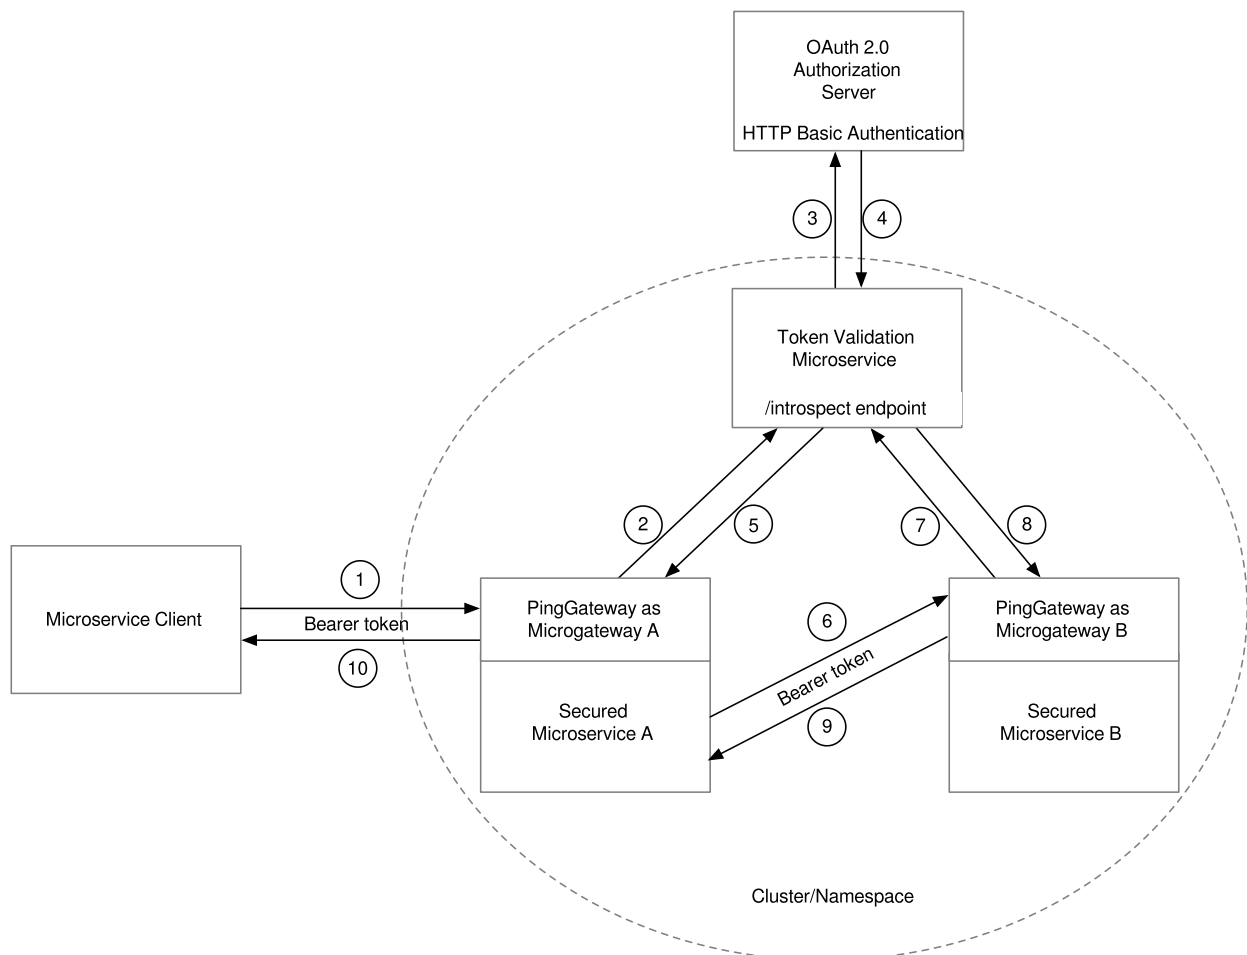 OAuth 2.0
Authorization
Server
HTTP Basic Authentication
3
4
Token Validation
Microservice
/introspect endpoint
2
5
7
8
Microservice Client
1
Bearer token
10
PingGateway as
Microgateway A
Secured
Microservice A
6
Bearer token
9
PingGateway as
Microgateway B
Secured
Microservice B
Cluster/Namespace